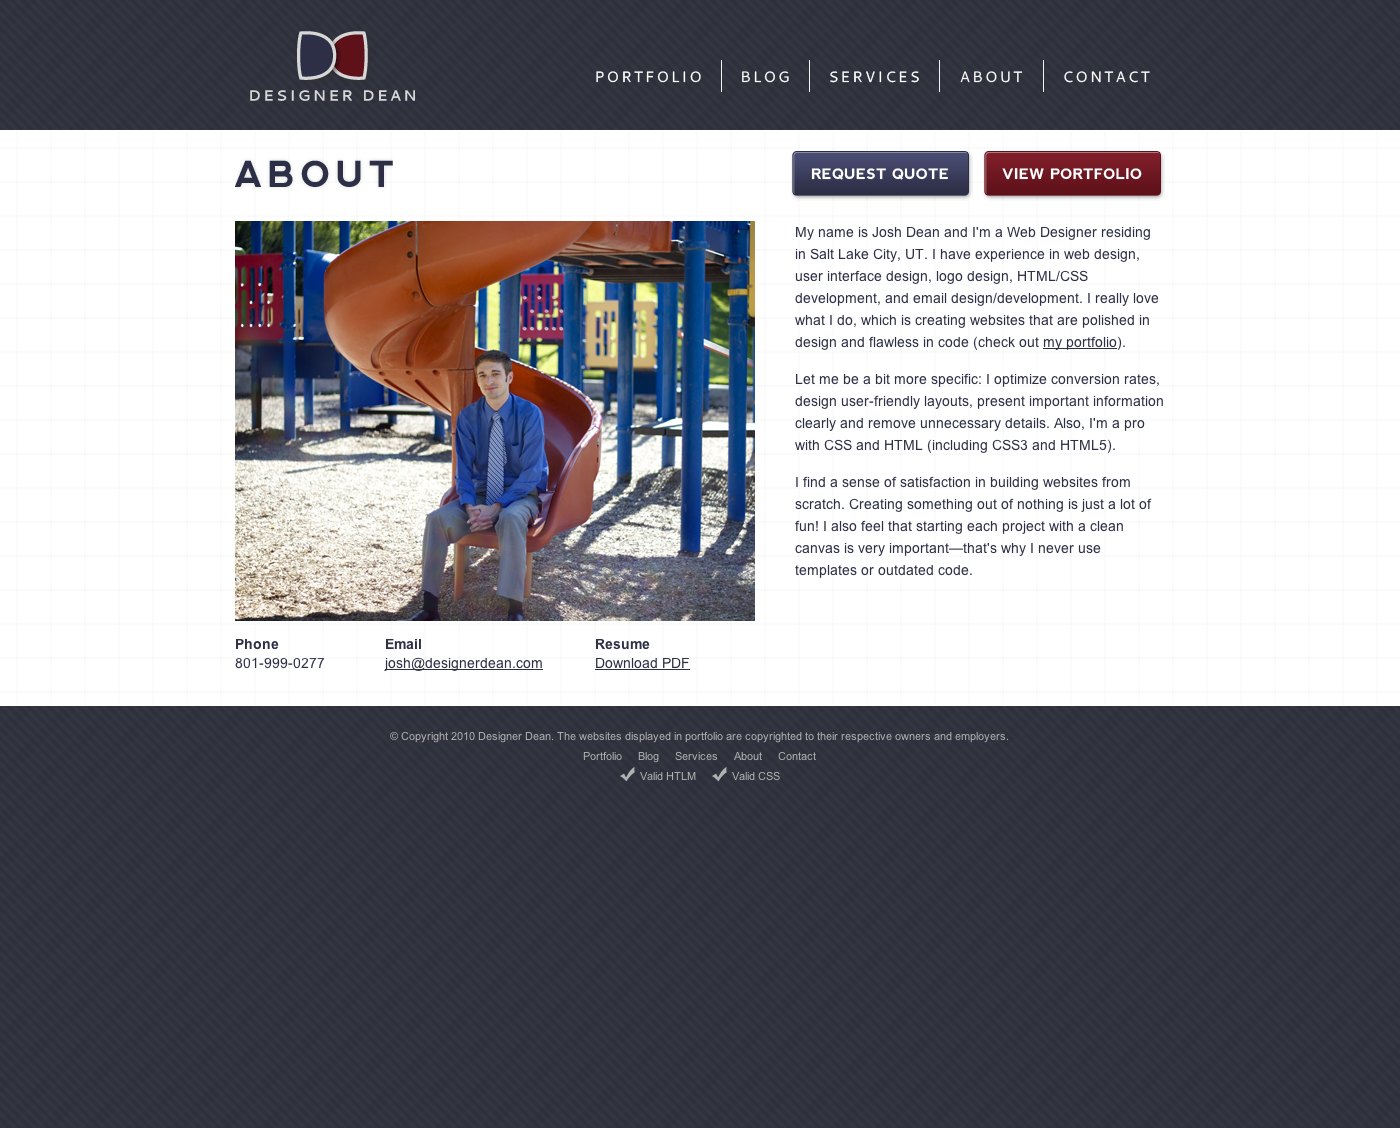 DESIGNER DEAN
PORTFOLIO
BLOG
SERVICES
ABOUT
CONTACT
ABOUT
REQUEST QUOTE
VIEW PORTFOLIO
My name is Josh Dean and I'm a Web Designer residing
in Salt Lake City, UT. I have experience in web design,
user interface design, logo design, HTML/CSS
development, and email design/development. I really love
what I do, which is creating websites that are polished in
design and flawless in code (check out my portfolio).
Let me be a bit more specific: I optimize conversion rates,
design user-friendly layouts, present important information
clearly and remove unnecessary details. Also, I'm a pro
with CSS and HTML (including CSS3 and HTML5).
I find a sense of satisfaction in building websites from
scratch. Creating something out of nothing is just a lot of
fun! I also feel that starting each project with a clean
canvas is very important—that's why I never use
templates or outdated code.
Phone
801-999-0277
Email
josh@designerdean.com
Resume
Download PDF
© Copyright 2010 Designer Dean. The websites displayed in portfolio are copyrighted to their respective owners and employers.
Portfolio Blog Services About Contact
Valid HTLM Valid CSS